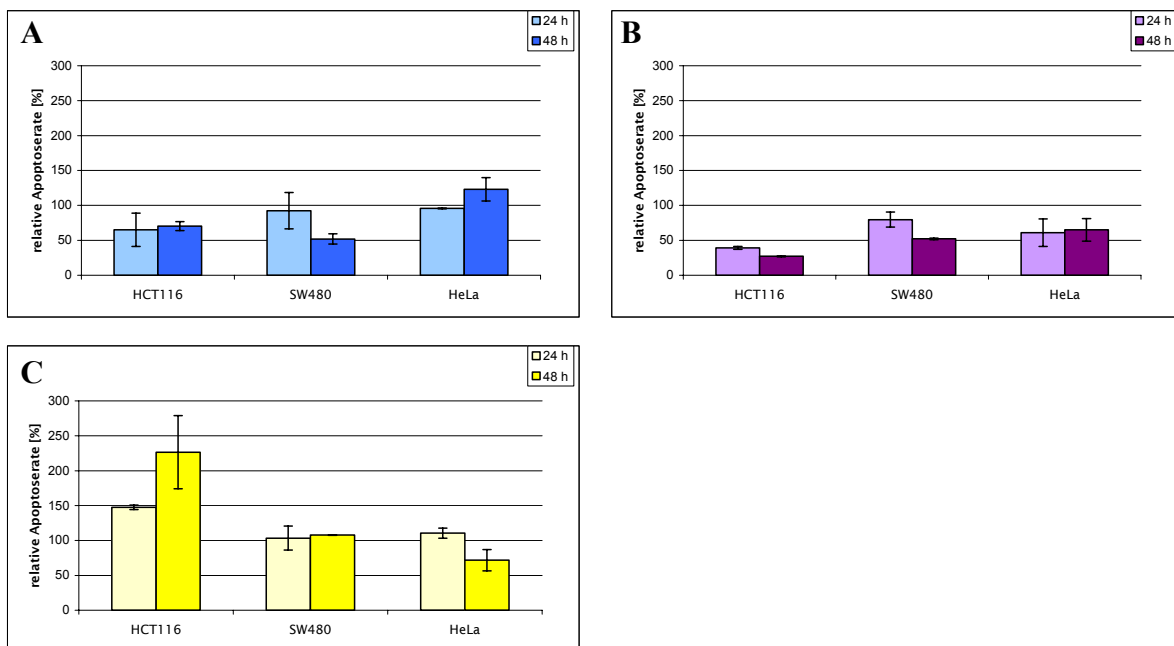 A
24 h
48 h
relative Apoptoserate [%]
300
250
200
150
100
50
0
HCT116 SW480 HeLa
B
24 h
48 h
relative Apoptoserate [%]
300
250
200
150
100
50
0
HCT116 SW480 HeLa
C
24 h
48 h
relative Apoptoserate [%]
300
250
200
150
100
50
0
HCT116 SW480 HeLa